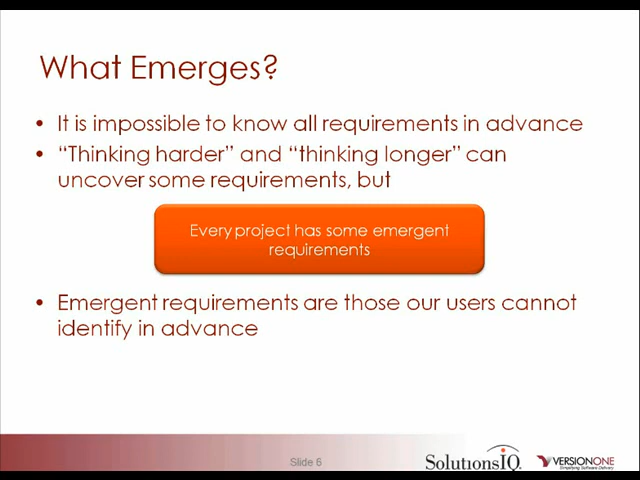 What Emerges?
• It is impossible to know all requirements in advance
• “Thinking harder” and “thinking longer” can
uncover some requirements, but
Every project has some emergent
requirements
• Emergent requirements are those our users cannot
identify in advance
Slide 6
SolutionsIQ
VERSIONONE
Simplifying Software Delivery